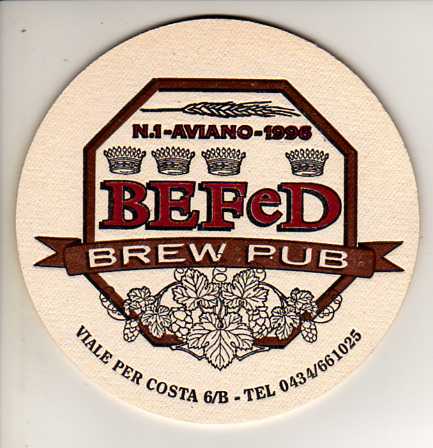 N.1-AVIANO-1996
BEFeD
BREW PUB
VIALE PER COSTA 6/B - TEL 0434/661025